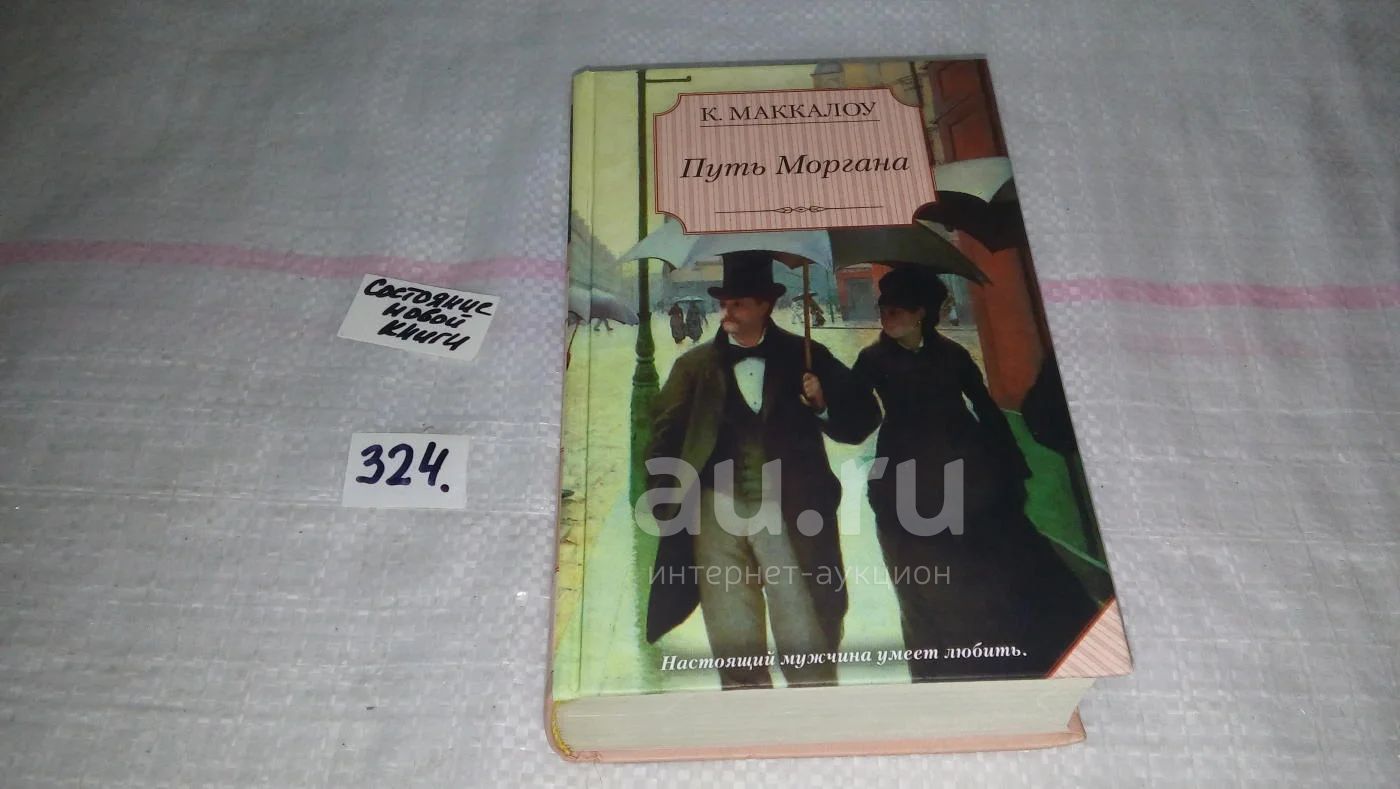 К. МАККАЛОУ
Путь Моргана
Состояние
новой
книги
324.
au.ru
интернет-аукцион
Настоящий мужчина умеет любить.